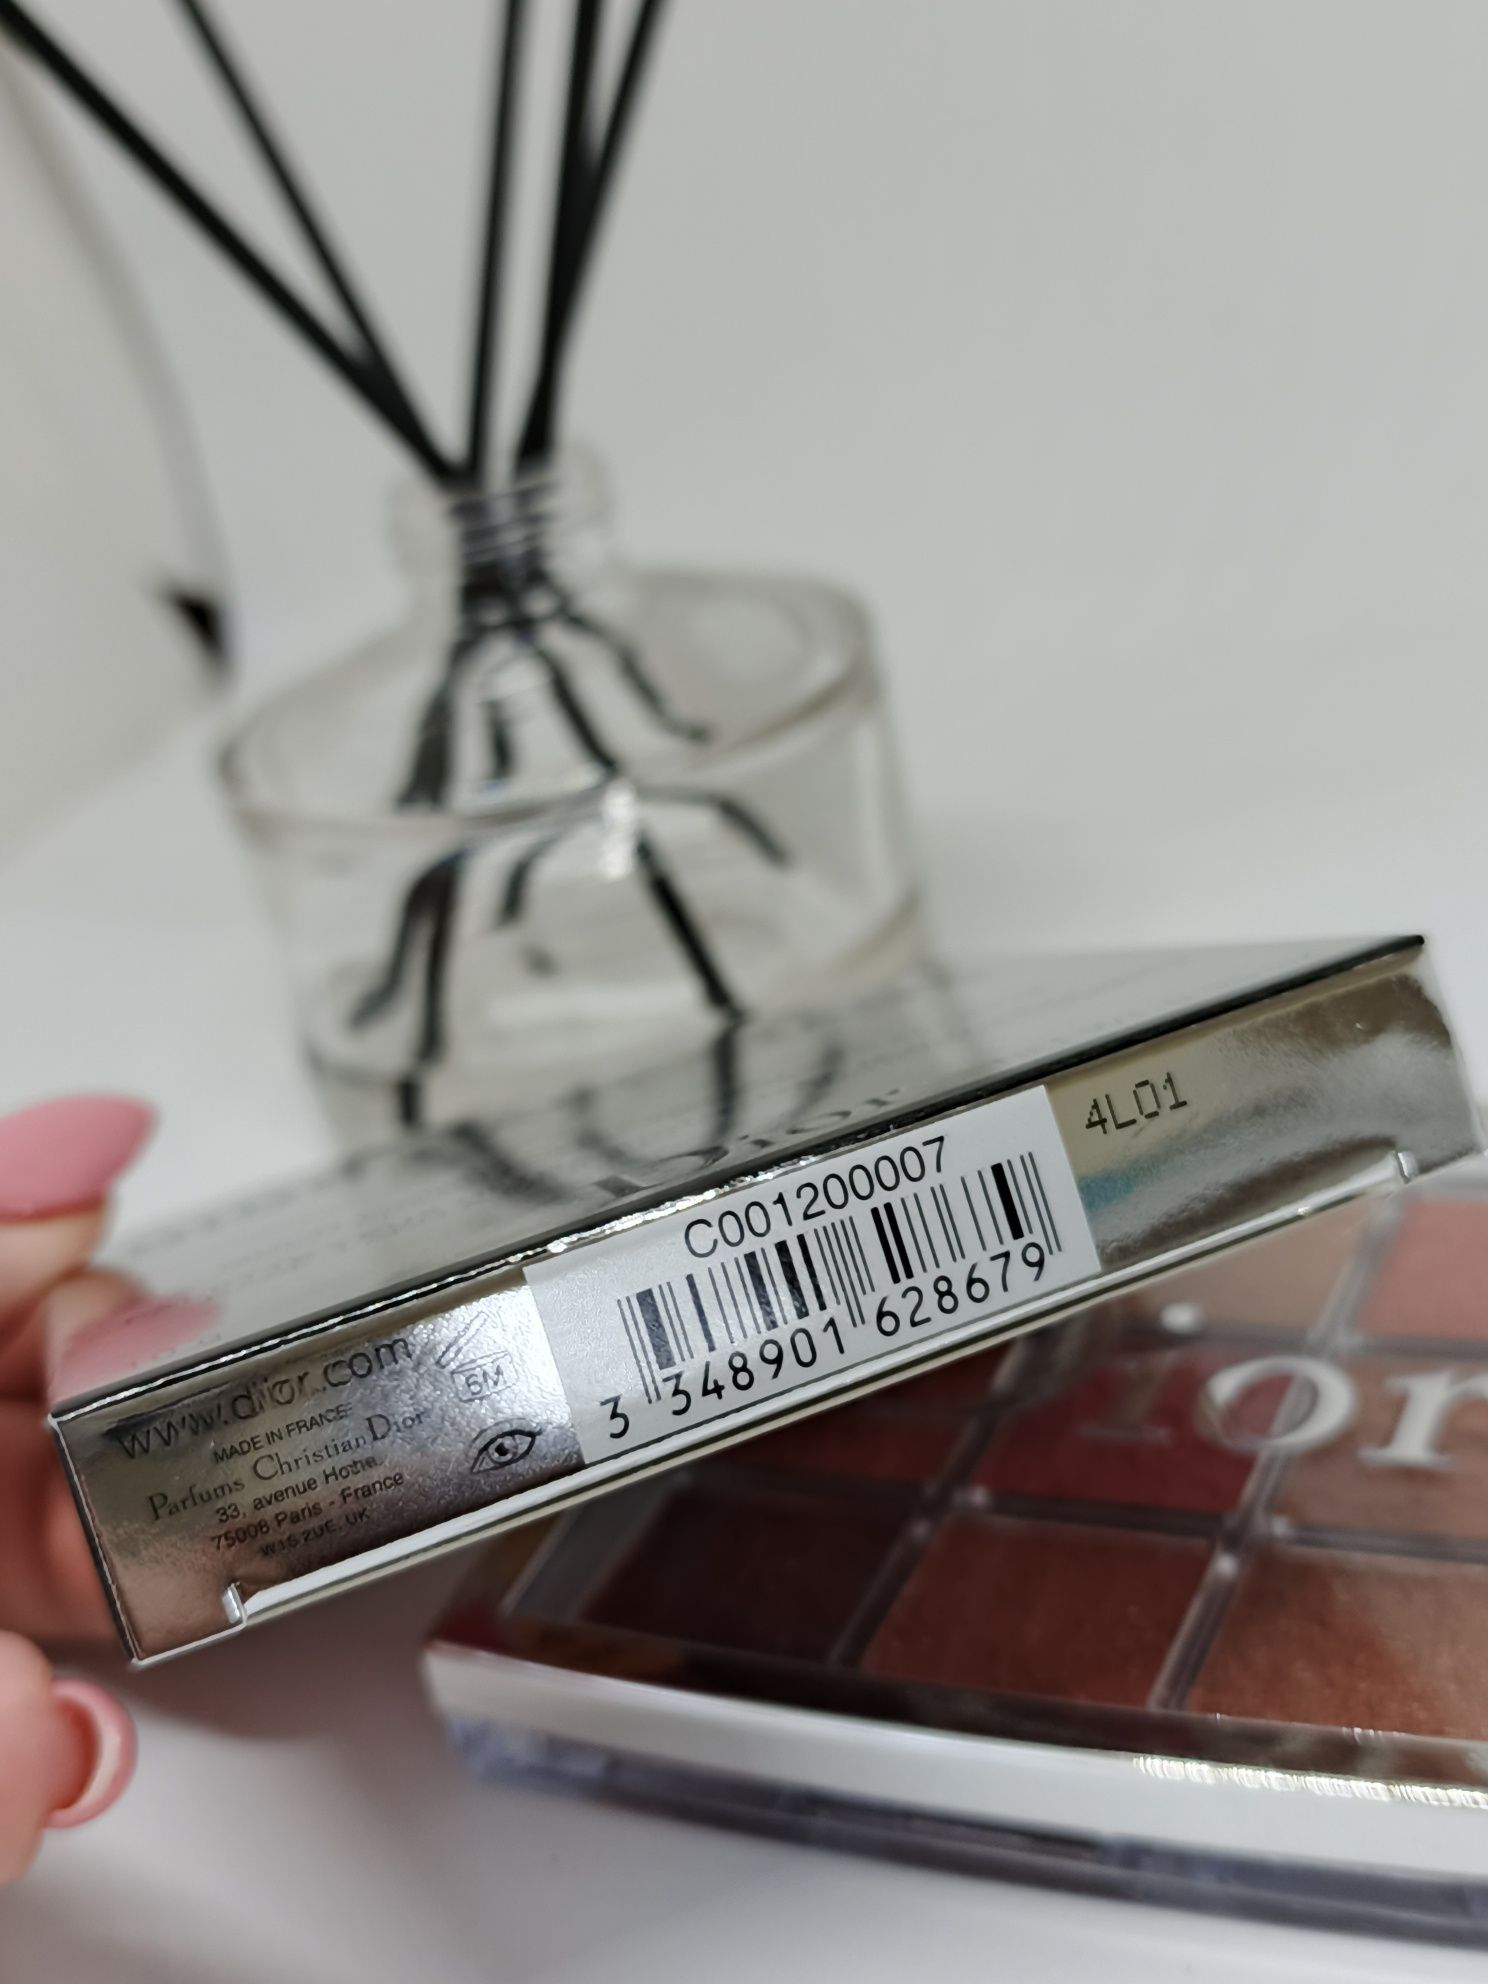 Dior
C001200007
4L01
3 348901 628679
www.dior.com
6M
MADE IN FRANCE
Parfums Christian Dior
33, avenue Hoche
75008 Paris - France
W1S 2UE, UK
ior